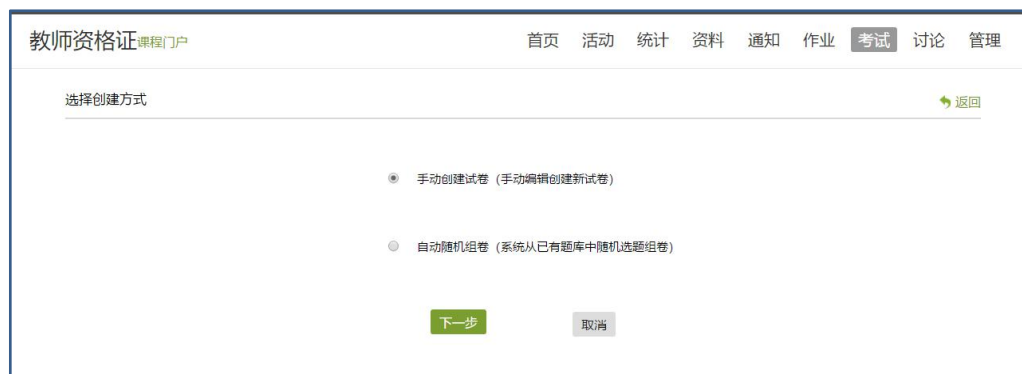 教师资格证课程门户 首页 活动 统计 资料 通知 作业 考试 讨论 管理
选择创建方式 返回
手动创建试卷（手动编辑创建新试卷）
自动随机组卷（系统从已有题库中随机选题组卷）
下一步 取消